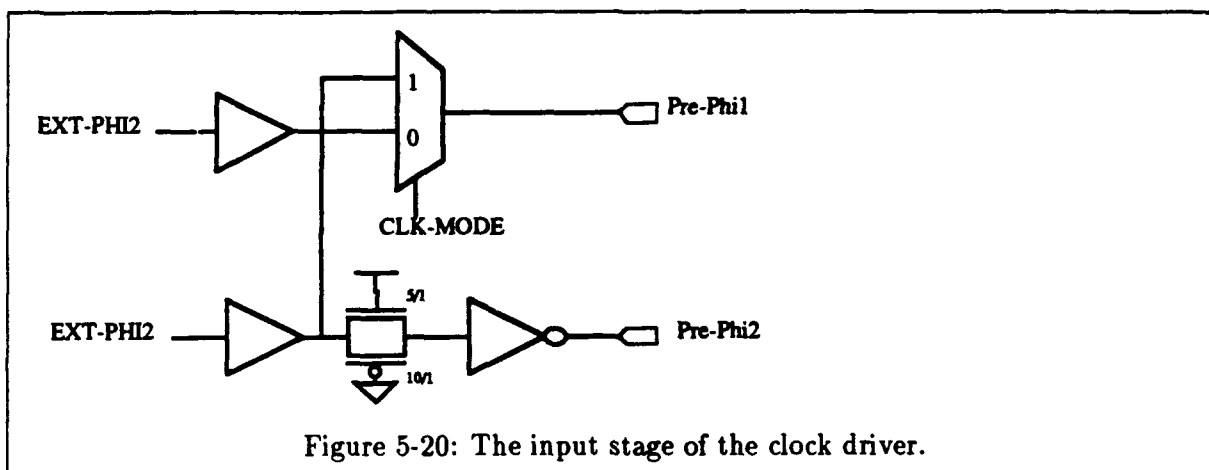 EXT-PHI2
1
0
Pre-Phi1
CLK-MODE
EXT-PHI2
5/1
10/1
Pre-Phi2
Figure 5-20: The input stage of the clock driver.